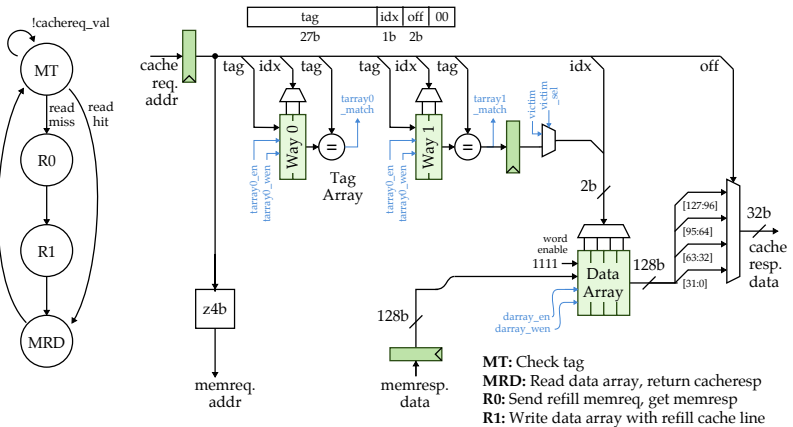 !cachereq_val
MT
read miss
read hit
R0
R1
MRD
tag idx off 00
27b 1b 2b
cache req. addr
tag idx tag
tag idx tag
idx
off
Way 0
=
tarray0_match
tarray0_en
tarray0_wen
Tag Array
Way 1
=
tarray1_match
tarray0_en
tarray0_wen
victim
victim_sel
2b
z4b
memreq. addr
128b
memresp. data
word enable
1111
Data Array
darray_en
darray_wen
128b
[127:96]
[95:64]
[63:32]
[31:0]
32b
cache resp. data
MT: Check tag
MRD: Read data array, return cacheresp
R0: Send refill memreq, get memresp
R1: Write data array with refill cache line